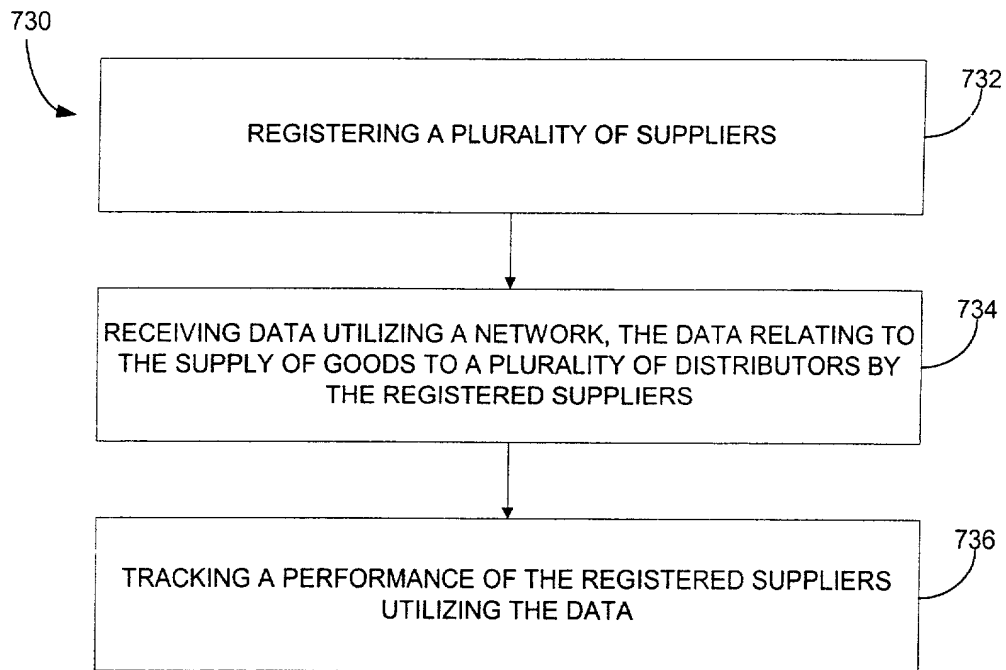 730
732
REGISTERING A PLURALITY OF SUPPLIERS
734
RECEIVING DATA UTILIZING A NETWORK, THE DATA RELATING TO
THE SUPPLY OF GOODS TO A PLURALITY OF DISTRIBUTORS BY
THE REGISTERED SUPPLIERS
736
TRACKING A PERFORMANCE OF THE REGISTERED SUPPLIERS
UTILIZING THE DATA